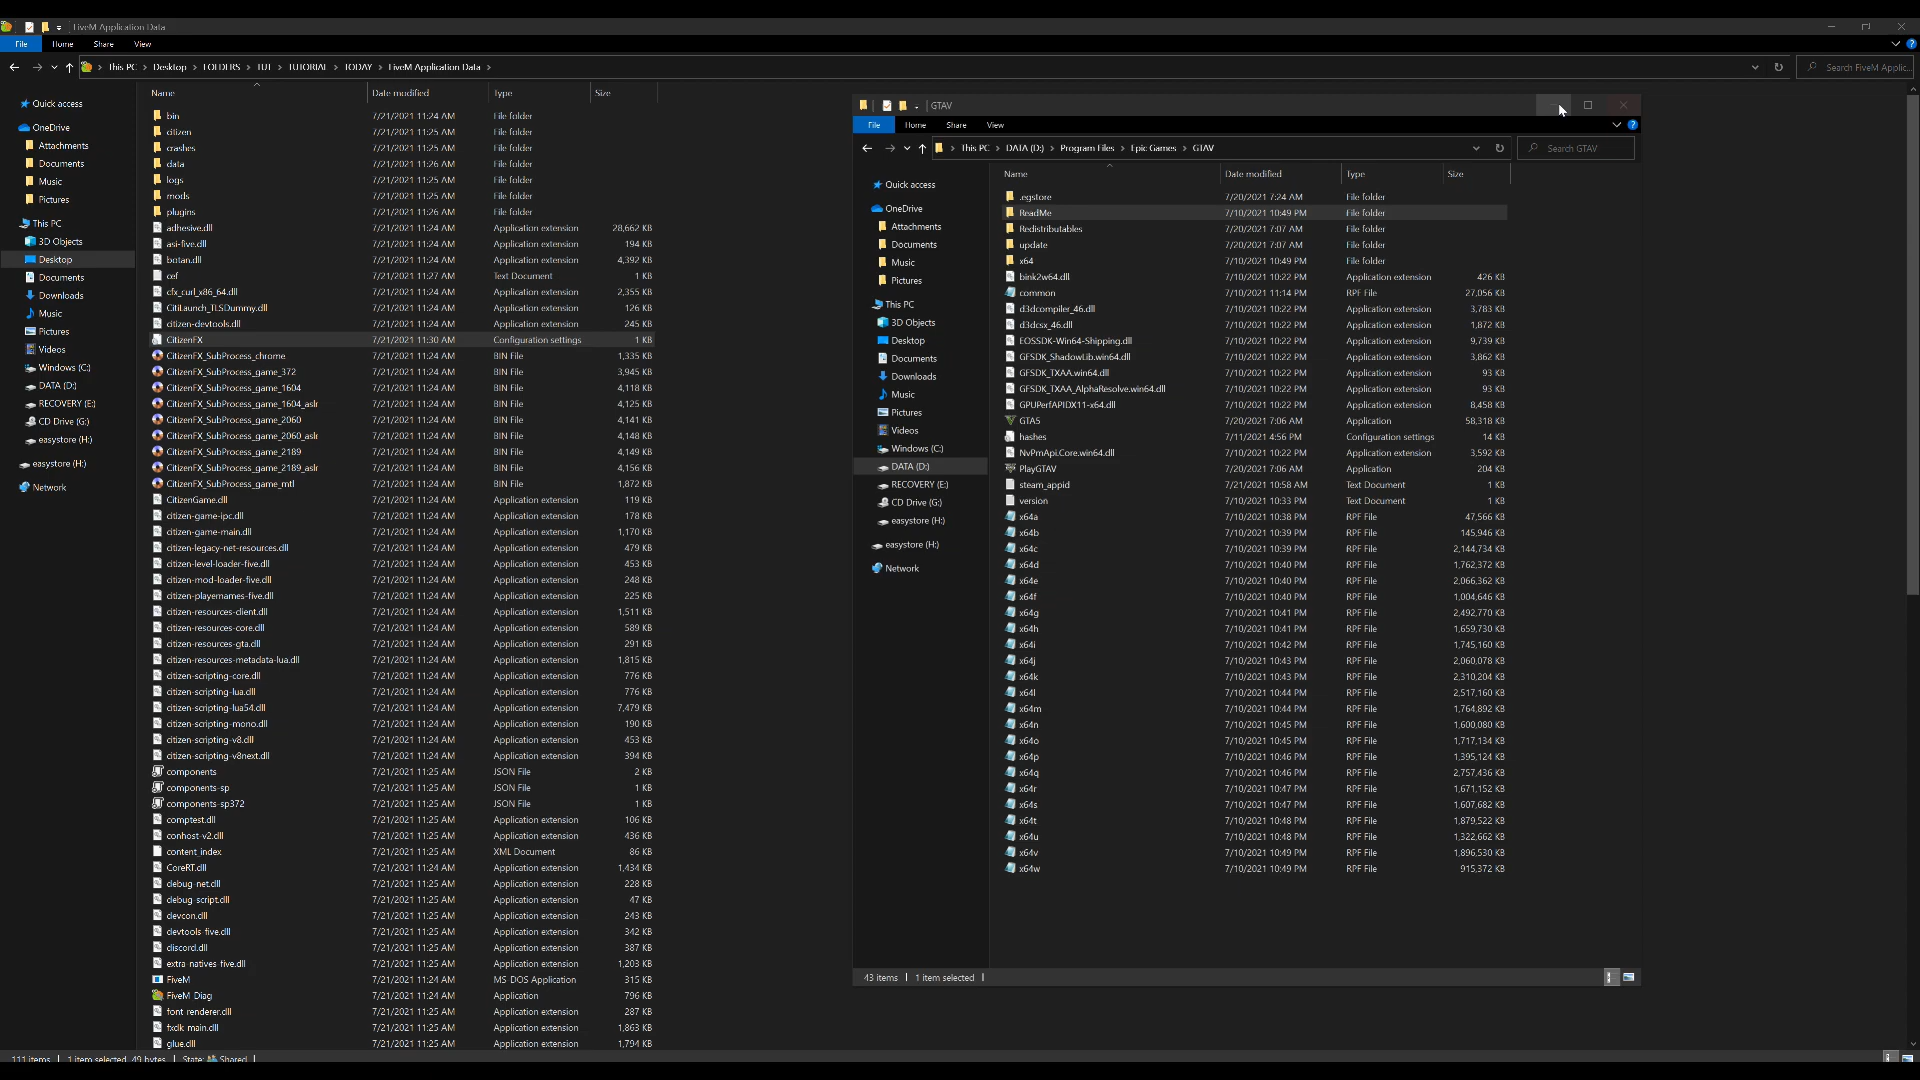 FiveM Application Data
File Home Share View
This PC > Desktop > FOLDERS > TUT > TUTORIAL > TODAY > FiveM Application Data >
Search FiveM Applic...
Quick access
OneDrive
Attachments
Documents
Music
Pictures
This PC
3D Objects
Desktop
Documents
Downloads
Music
Pictures
Videos
Windows (C:)
DATA (D:)
RECOVERY (E:)
CD Drive (G:)
easystore (H:)
easystore (H:)
Network
Name Date modified Type Size
bin 7/21/2021 11:24 AM File folder
citizen 7/21/2021 11:24 AM File folder
crashes 7/21/2021 11:25 AM File folder
data 7/21/2021 11:26 AM File folder
logs 7/21/2021 11:25 AM File folder
mods 7/21/2021 11:25 AM File folder
plugins 7/21/2021 11:26 AM File folder
adhesive.dll 7/21/2021 11:24 AM Application extension 28,662 KB
asi-five.dll 7/21/2021 11:24 AM Application extension 194 KB
botan.dll 7/21/2021 11:24 AM Application extension 4,392 KB
cef 7/21/2021 11:27 AM Text Document 1 KB
cfx_curl_x86_64.dll 7/21/2021 11:24 AM Application extension 2,355 KB
CitiLaunch_TLSDummy.dll 7/21/2021 11:24 AM Application extension 126 KB
citizen-devtools.dll 7/21/2021 11:24 AM Application extension 245 KB
CitizenFX 7/21/2021 11:30 AM Configuration settings 1 KB
CitizenFX_SubProcess_chrome 7/21/2021 11:24 AM BIN File 1,335 KB
CitizenFX_SubProcess_game_372 7/21/2021 11:24 AM BIN File 3,945 KB
CitizenFX_SubProcess_game_1604 7/21/2021 11:24 AM BIN File 4,118 KB
CitizenFX_SubProcess_game_1604_aslr 7/21/2021 11:24 AM BIN File 4,125 KB
CitizenFX_SubProcess_game_2060 7/21/2021 11:24 AM BIN File 4,141 KB
CitizenFX_SubProcess_game_2060_aslr 7/21/2021 11:24 AM BIN File 4,148 KB
CitizenFX_SubProcess_game_2189 7/21/2021 11:24 AM BIN File 4,149 KB
CitizenFX_SubProcess_game_2189_aslr 7/21/2021 11:24 AM BIN File 4,156 KB
CitizenFX_SubProcess_game_mtl 7/21/2021 11:24 AM BIN File 1,872 KB
CitizenGame.dll 7/21/2021 11:24 AM Application extension 119 KB
citizen-game-ipc.dll 7/21/2021 11:24 AM Application extension 178 KB
citizen-game-main.dll 7/21/2021 11:24 AM Application extension 1,170 KB
citizen-legacy-net-resources.dll 7/21/2021 11:24 AM Application extension 479 KB
citizen-level-loader-five.dll 7/21/2021 11:24 AM Application extension 453 KB
citizen-mod-loader-five.dll 7/21/2021 11:24 AM Application extension 248 KB
citizen-playernames-five.dll 7/21/2021 11:24 AM Application extension 225 KB
citizen-resources-client.dll 7/21/2021 11:24 AM Application extension 1,511 KB
citizen-resources-core.dll 7/21/2021 11:24 AM Application extension 589 KB
citizen-resources-gta.dll 7/21/2021 11:24 AM Application extension 291 KB
citizen-resources-metadata-lua.dll 7/21/2021 11:24 AM Application extension 1,815 KB
citizen-scripting-core.dll 7/21/2021 11:24 AM Application extension 776 KB
citizen-scripting-lua.dll 7/21/2021 11:24 AM Application extension 776 KB
citizen-scripting-lua54.dll 7/21/2021 11:24 AM Application extension 7,479 KB
citizen-scripting-mono.dll 7/21/2021 11:24 AM Application extension 190 KB
citizen-scripting-v8.dll 7/21/2021 11:25 AM Application extension 453 KB
citizen-scripting-v8next.dll 7/21/2021 11:25 AM Application extension 394 KB
components 7/21/2021 11:25 AM JSON File 2 KB
components-sp 7/21/2021 11:25 AM JSON File 1 KB
components-sp372 7/21/2021 11:25 AM JSON File 1 KB
comptest.dll 7/21/2021 11:25 AM Application extension 106 KB
conhost-v2.dll 7/21/2021 11:25 AM Application extension 436 KB
content_index 7/21/2021 11:25 AM XML Document 86 KB
CoreRT.dll 7/21/2021 11:24 AM Application extension 1,434 KB
debug-net.dll 7/21/2021 11:25 AM Application extension 228 KB
debug-script.dll 7/21/2021 11:25 AM Application extension 47 KB
devcon.dll 7/21/2021 11:25 AM Application extension 243 KB
devtools-five.dll 7/21/2021 11:25 AM Application extension 342 KB
discord.dll 7/21/2021 11:25 AM Application extension 387 KB
extra-natives-five.dll 7/21/2021 11:25 AM Application extension 1,203 KB
FiveM 7/21/2021 11:24 AM MS-DOS Application 315 KB
FiveM_Diag 7/21/2021 11:24 AM Application 796 KB
font-renderer.dll 7/21/2021 11:25 AM Application extension 287 KB
fxdk-main.dll 7/21/2021 11:25 AM Application extension 1,863 KB
glue.dll 7/21/2021 11:25 AM Application extension 1,794 KB
111 items 1 item selected 49 bytes State: Shared
GTAV
File Home Share View
This PC > DATA (D:) > Program Files > Epic Games > GTAV
Search GTAV
Quick access
OneDrive
Attachments
Documents
Music
Pictures
This PC
3D Objects
Desktop
Documents
Downloads
Music
Pictures
Videos
Windows (C:)
DATA (D:)
RECOVERY (E:)
CD Drive (G:)
easystore (H:)
easystore (H:)
Network
Name Date modified Type Size
.egstore 7/20/2021 7:24 AM File folder
ReadMe 7/10/2021 10:49 PM File folder
Redistributables 7/20/2021 7:07 AM File folder
update 7/20/2021 7:07 AM File folder
x64 7/10/2021 10:49 PM File folder
bink2w64.dll 7/10/2021 10:22 PM Application extension 426 KB
common 7/10/2021 11:14 PM RPF File 27,056 KB
d3dcompiler_46.dll 7/10/2021 10:22 PM Application extension 3,783 KB
d3dcsx_46.dll 7/10/2021 10:22 PM Application extension 1,872 KB
EOSSDK-Win64-Shipping.dll 7/10/2021 10:22 PM Application extension 9,739 KB
GFSDK_ShadowLib.win64.dll 7/10/2021 10:22 PM Application extension 3,862 KB
GFSDK_TXAA.win64.dll 7/10/2021 10:22 PM Application extension 93 KB
GFSDK_TXAA_AlphaResolve.win64.dll 7/10/2021 10:22 PM Application extension 93 KB
GPUPerfAPIDX11-x64.dll 7/10/2021 10:22 PM Application extension 8,458 KB
GTA5 7/20/2021 7:06 AM Application 58,318 KB
hashes 7/11/2021 4:56 PM Configuration settings 14 KB
NvPmApi.Core.win64.dll 7/10/2021 10:22 PM Application extension 3,592 KB
PlayGTAV 7/20/2021 7:06 AM Application 204 KB
steam_appid 7/21/2021 10:58 AM Text Document 1 KB
version 7/10/2021 10:33 PM Text Document 1 KB
x64a 7/10/2021 10:38 PM RPF File 47,566 KB
x64b 7/10/2021 10:39 PM RPF File 145,946 KB
x64c 7/10/2021 10:39 PM RPF File 2,144,734 KB
x64d 7/10/2021 10:40 PM RPF File 1,762,372 KB
x64e 7/10/2021 10:40 PM RPF File 2,066,362 KB
x64f 7/10/2021 10:40 PM RPF File 1,004,646 KB
x64g 7/10/2021 10:41 PM RPF File 2,492,770 KB
x64h 7/10/2021 10:41 PM RPF File 1,659,730 KB
x64i 7/10/2021 10:42 PM RPF File 1,745,160 KB
x64j 7/10/2021 10:43 PM RPF File 2,060,078 KB
x64k 7/10/2021 10:43 PM RPF File 2,310,204 KB
x64l 7/10/2021 10:44 PM RPF File 2,517,160 KB
x64m 7/10/2021 10:44 PM RPF File 1,764,892 KB
x64n 7/10/2021 10:45 PM RPF File 1,600,080 KB
x64o 7/10/2021 10:45 PM RPF File 1,717,134 KB
x64p 7/10/2021 10:46 PM RPF File 1,395,124 KB
x64q 7/10/2021 10:46 PM RPF File 2,757,436 KB
x64r 7/10/2021 10:47 PM RPF File 1,671,152 KB
x64s 7/10/2021 10:47 PM RPF File 1,607,682 KB
x64t 7/10/2021 10:48 PM RPF File 1,879,522 KB
x64u 7/10/2021 10:48 PM RPF File 1,322,662 KB
x64v 7/10/2021 10:49 PM RPF File 1,896,530 KB
x64w 7/10/2021 10:49 PM RPF File 915,372 KB
43 items 1 item selected